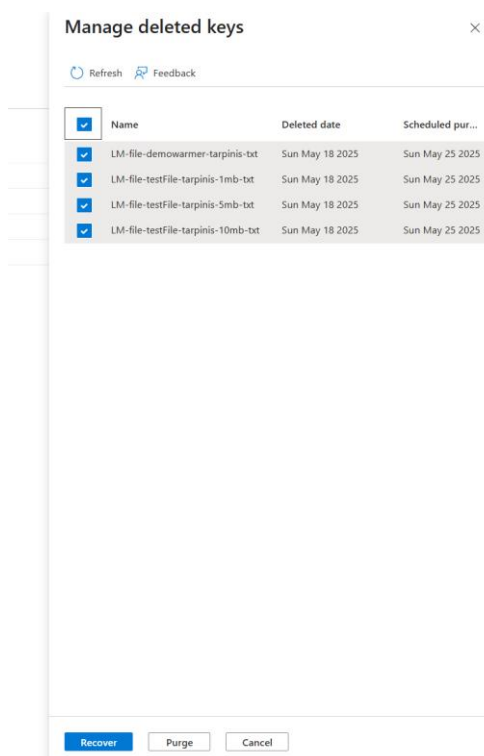 Manage deleted keys
Refresh Feedback
Name Deleted date Scheduled pur...
LM-file-demowarmer-tarpinis-txt Sun May 18 2025 Sun May 25 2025
LM-file-testFile-tarpinis-1mb-txt Sun May 18 2025 Sun May 25 2025
LM-file-testFile-tarpinis-5mb-txt Sun May 18 2025 Sun May 25 2025
LM-file-testFile-tarpinis-10mb-txt Sun May 18 2025 Sun May 25 2025
Recover Purge Cancel